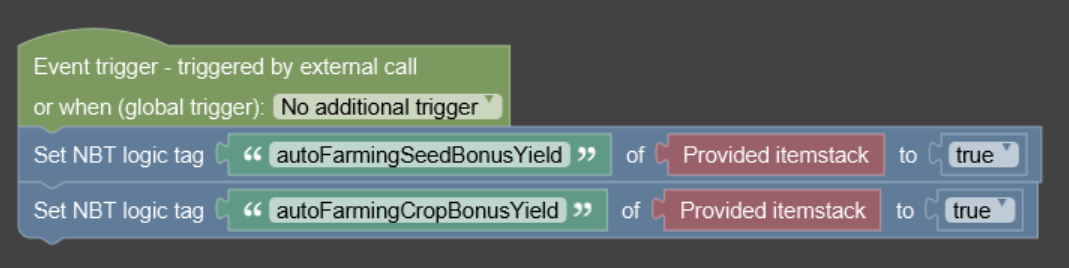 Event trigger - triggered by external call
or when (global trigger): No additional trigger
Set NBT logic tag “ autoFarmingSeedBonusYield ” of Provided itemstack to true
Set NBT logic tag “ autoFarmingCropBonusYield ” of Provided itemstack to true